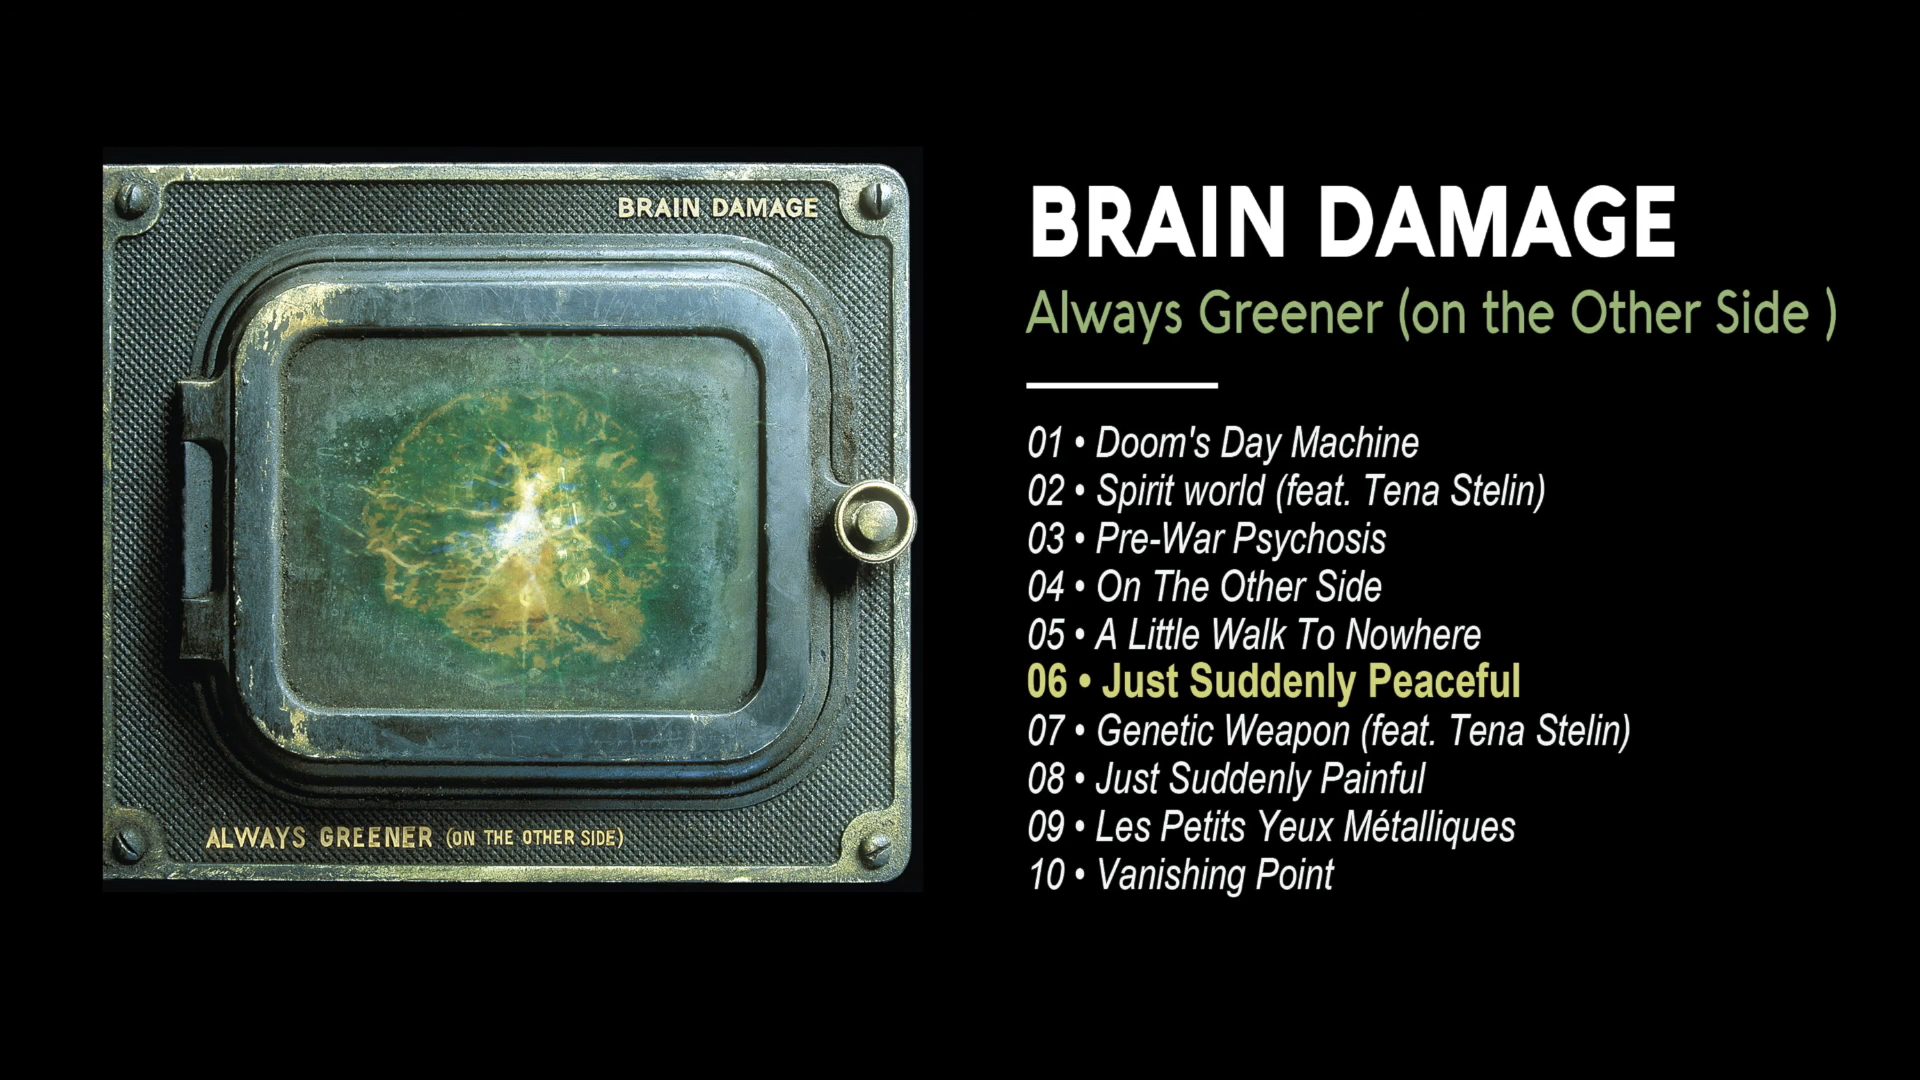 BRAIN DAMAGE
ALWAYS GREENER (ON THE OTHER SIDE)
BRAIN DAMAGE
Always Greener (on the Other Side )
01 • Doom's Day Machine
02 • Spirit world (feat. Tena Stelin)
03 • Pre-War Psychosis
04 • On The Other Side
05 • A Little Walk To Nowhere
06 • Just Suddenly Peaceful
07 • Genetic Weapon (feat. Tena Stelin)
08 • Just Suddenly Painful
09 • Les Petits Yeux Métalliques
10 • Vanishing Point